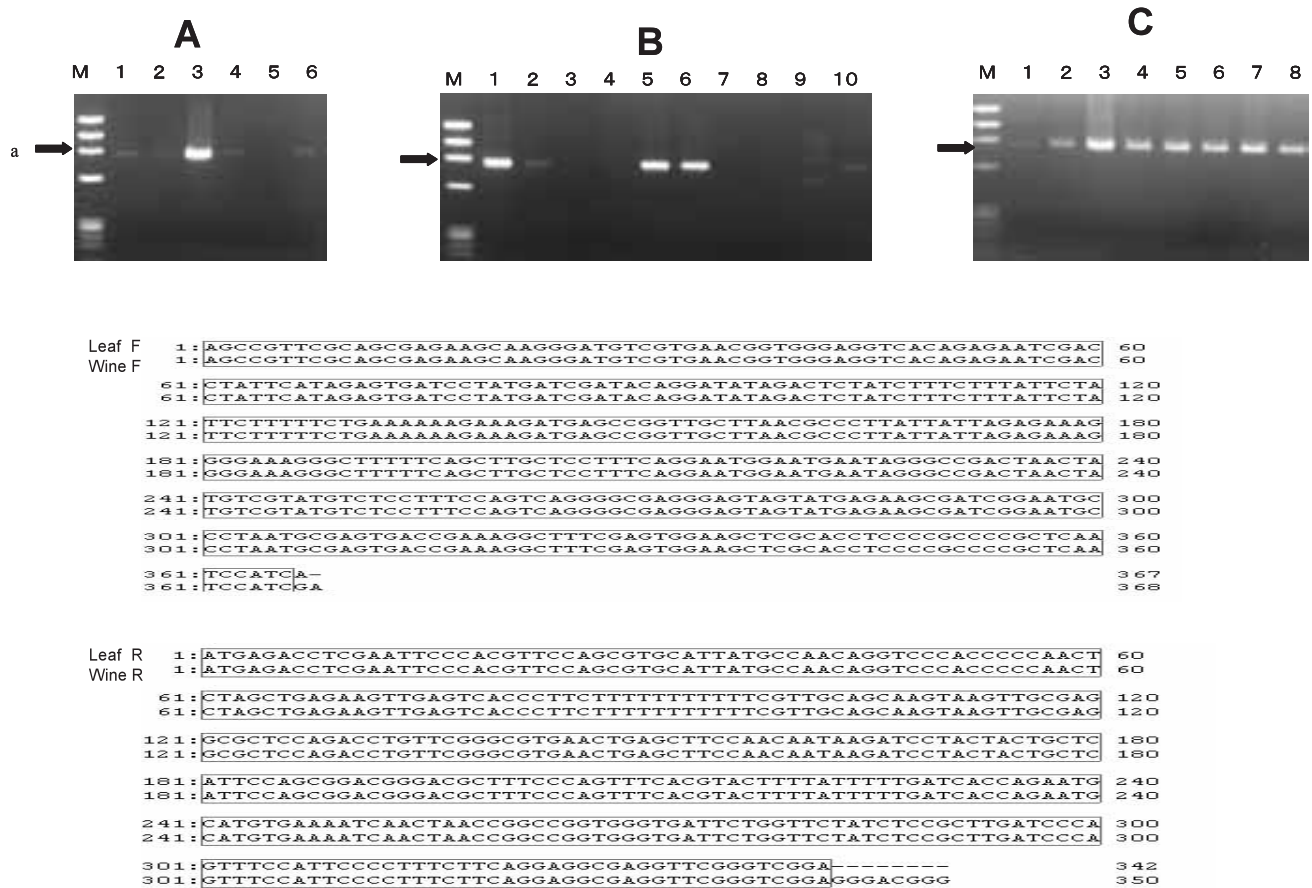 A
B
C
M 1 2 3 4 5 6
M 1 2 3 4 5 6 7 8 9 10
M 1 2 3 4 5 6 7 8
a
Leaf F 1:AGCCGTTCGCAGCGAGAAGCAAGGGATGTCGTGAACGGTGGGAGGTCACAGAGAATCGAC 60
Wine F 1:AGCCGTTCGCAGCGAGAAGCAAGGGATGTCGTGAACGGTGGGAGGTCACAGAGAATCGAC 60
61:CTATTCATAGAGTGATCCTATGATCGATACAGGATATAGACTCTATCTTTCTTTATTCTA 120
61:CTATTCATAGAGTGATCCTATGATCGATACAGGATATAGACTCTATCTTTCTTTATTCTA 120
121:TTCTTTTTCTGAAAAAAGAAAGATGAGCCGGTTGCTTAACGCCCTTATTATTAGAGAAAG 180
121:TTCTTTTTCTGAAAAAAGAAAGATGAGCCGGTTGCTTAACGCCCTTATTATTAGAGAAAG 180
181:GGGAAAGGGCTTTTTCAGCTTGCTCCTTTCAGGAATGGAATGAATAGGGCCGACTAACTA 240
181:GGGAAAGGGCTTTTTCAGCTTGCTCCTTTCAGGAATGGAATGAATAGGGCCGACTAACTA 240
241:TGTCGTATGTCTCCTTTCCAGTCAGGGGCGAGGGAGTAGTATGAGAAGCGATCGGAATGC 300
241:TGTCGTATGTCTCCTTTCCAGTCAGGGGCGAGGGAGTAGTATGAGAAGCGATCGGAATGC 300
301:CCTAATGCGAGTGACCGAAAGGCTTTCGAGTGGAAGCTCGCACCTCCCCGCCCCGCTCAA 360
301:CCTAATGCGAGTGACCGAAAGGCTTTCGAGTGGAAGCTCGCACCTCCCCGCCCCGCTCAA 360
361:TCCATCA- 367
361:TCCATCGA 368
Leaf R 1:ATGAGACCTCGAATTCCCACGTTCCAGCGTGCATTATGCCAACAGGTCCCACCCCCAACT 60
Wine R 1:ATGAGACCTCGAATTCCCACGTTCCAGCGTGCATTATGCCAACAGGTCCCACCCCCAACT 60
61:CTAGCTGAGAAGTTGAGTCACCCTTCTTTTTTTTTTTCGTTGCAGCAAGTAAGTTGCGAG 120
61:CTAGCTGAGAAGTTGAGTCACCCTTCTTTTTTTTTTTCGTTGCAGCAAGTAAGTTGCGAG 120
121:GCGCTCCAGACCTGTTCGGGCGTGAACTGAGCTTCCAACAATAAGATCCTACTACTGCTC 180
121:GCGCTCCAGACCTGTTCGGGCGTGAACTGAGCTTCCAACAATAAGATCCTACTACTGCTC 180
181:ATTCCAGCGGACGGGACGCTTTCCCAGTTTCACGTACTTTTATTTTTGATCACCAGAATG 240
181:ATTCCAGCGGACGGGACGCTTTCCCAGTTTCACGTACTTTTATTTTTGATCACCAGAATG 240
241:CATGTGAAAATCAACTAACCGGCCGGTGGGTGATTCTGGTTCTATCTCCGCTTGATCCCA 300
241:CATGTGAAAATCAACTAACCGGCCGGTGGGTGATTCTGGTTCTATCTCCGCTTGATCCCA 300
301:GTTTCCATTCCCCTTTCTTCAGGAGGCGAGGTTCGGGTCGGA-------- 342
301:GTTTCCATTCCCCTTTCTTCAGGAGGCGAGGTTCGGGTCGGAGGGACGGG 350